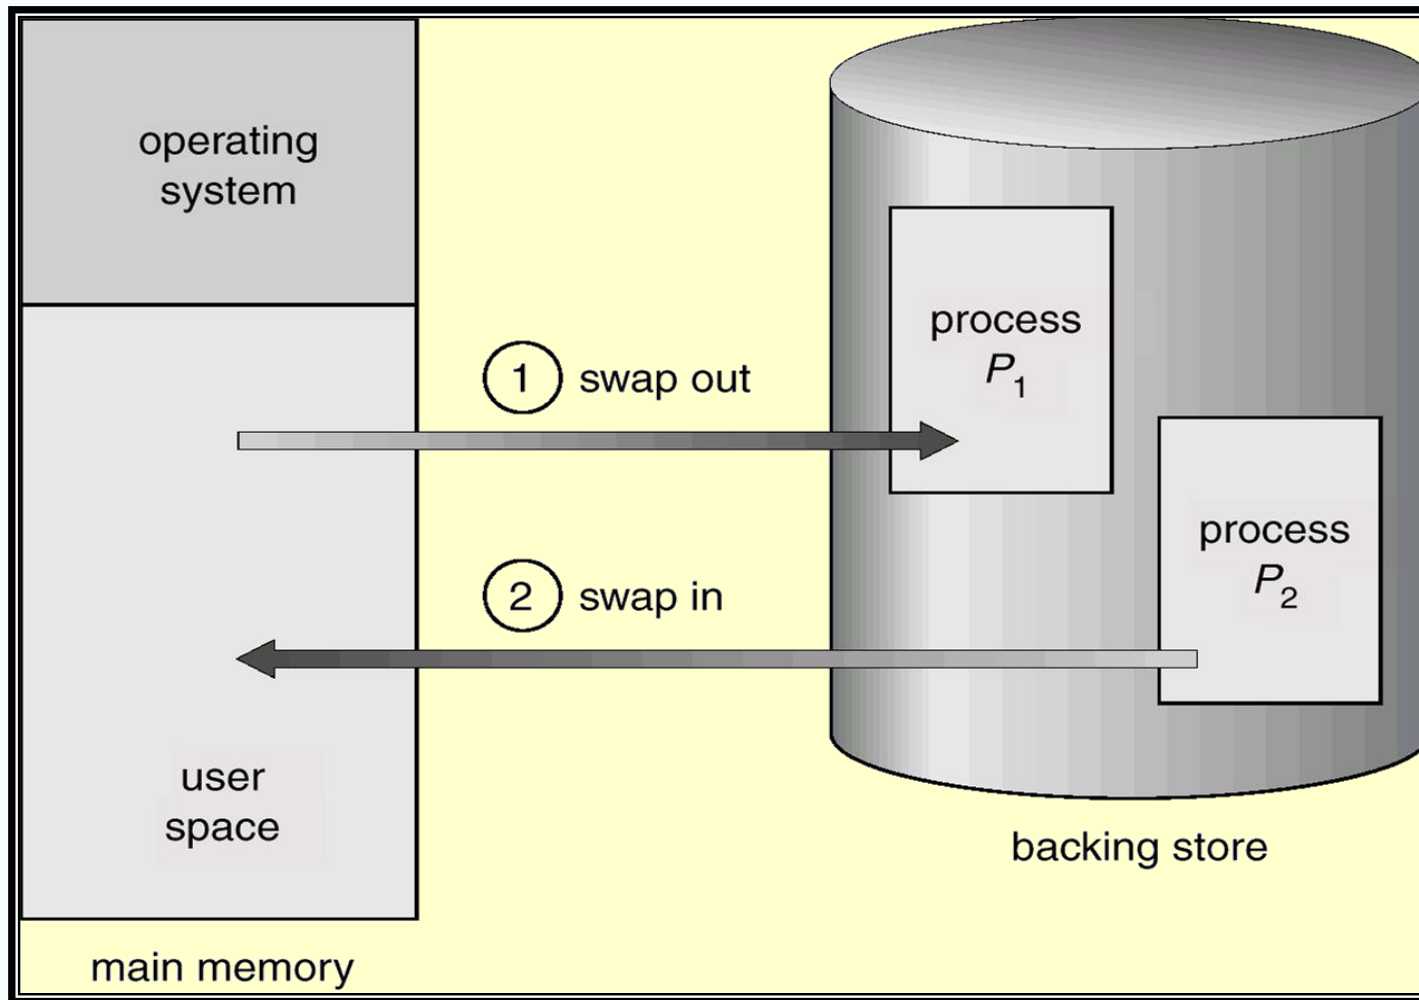 operating
system
process
P1
1 swap out
process
P2
2 swap in
user
space
backing store
main memory